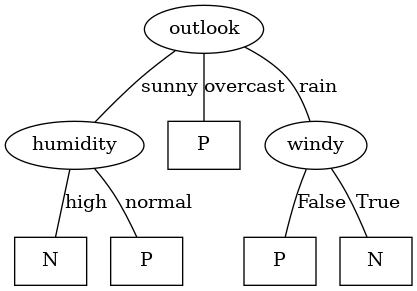 outlook
sunny overcast rain
humidity P windy
high normal False True
N P P N